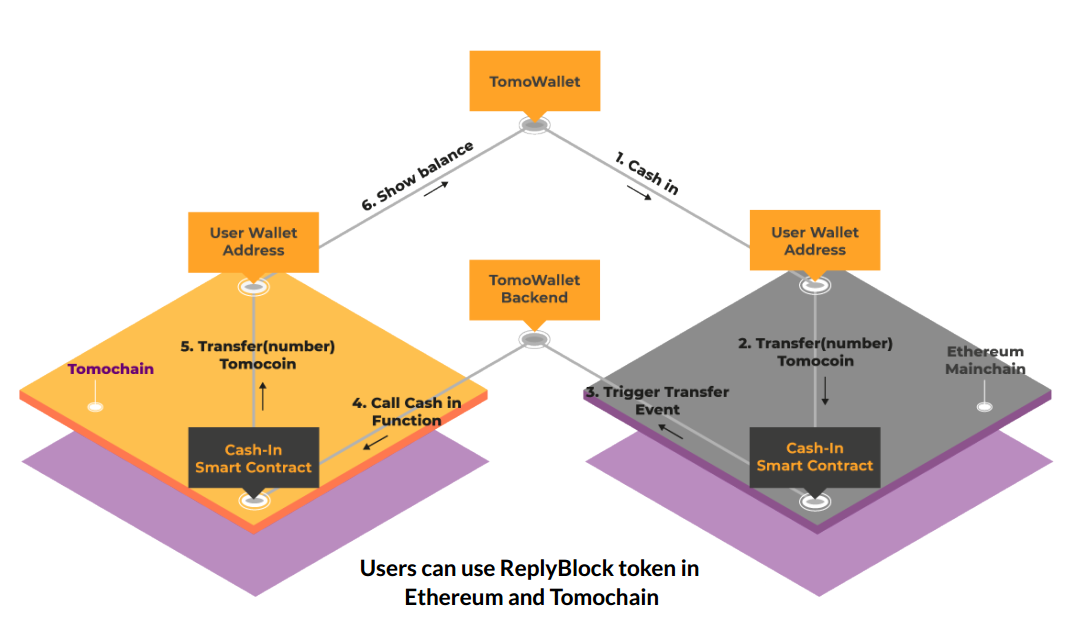 TomoWallet
6. Show balance
1. Cash in
User Wallet
Address
User Wallet
Address
TomoWallet
Backend
5. Transfer(number)
Tomocoin
2. Transfer(number)
Tomocoin
Tomochain
Ethereum
Mainchain
4. Call Cash in
Function
3. Trigger Transfer
Event
Cash-In
Smart Contract
Cash-In
Smart Contract
Users can use ReplyBlock token in
Ethereum and Tomochain